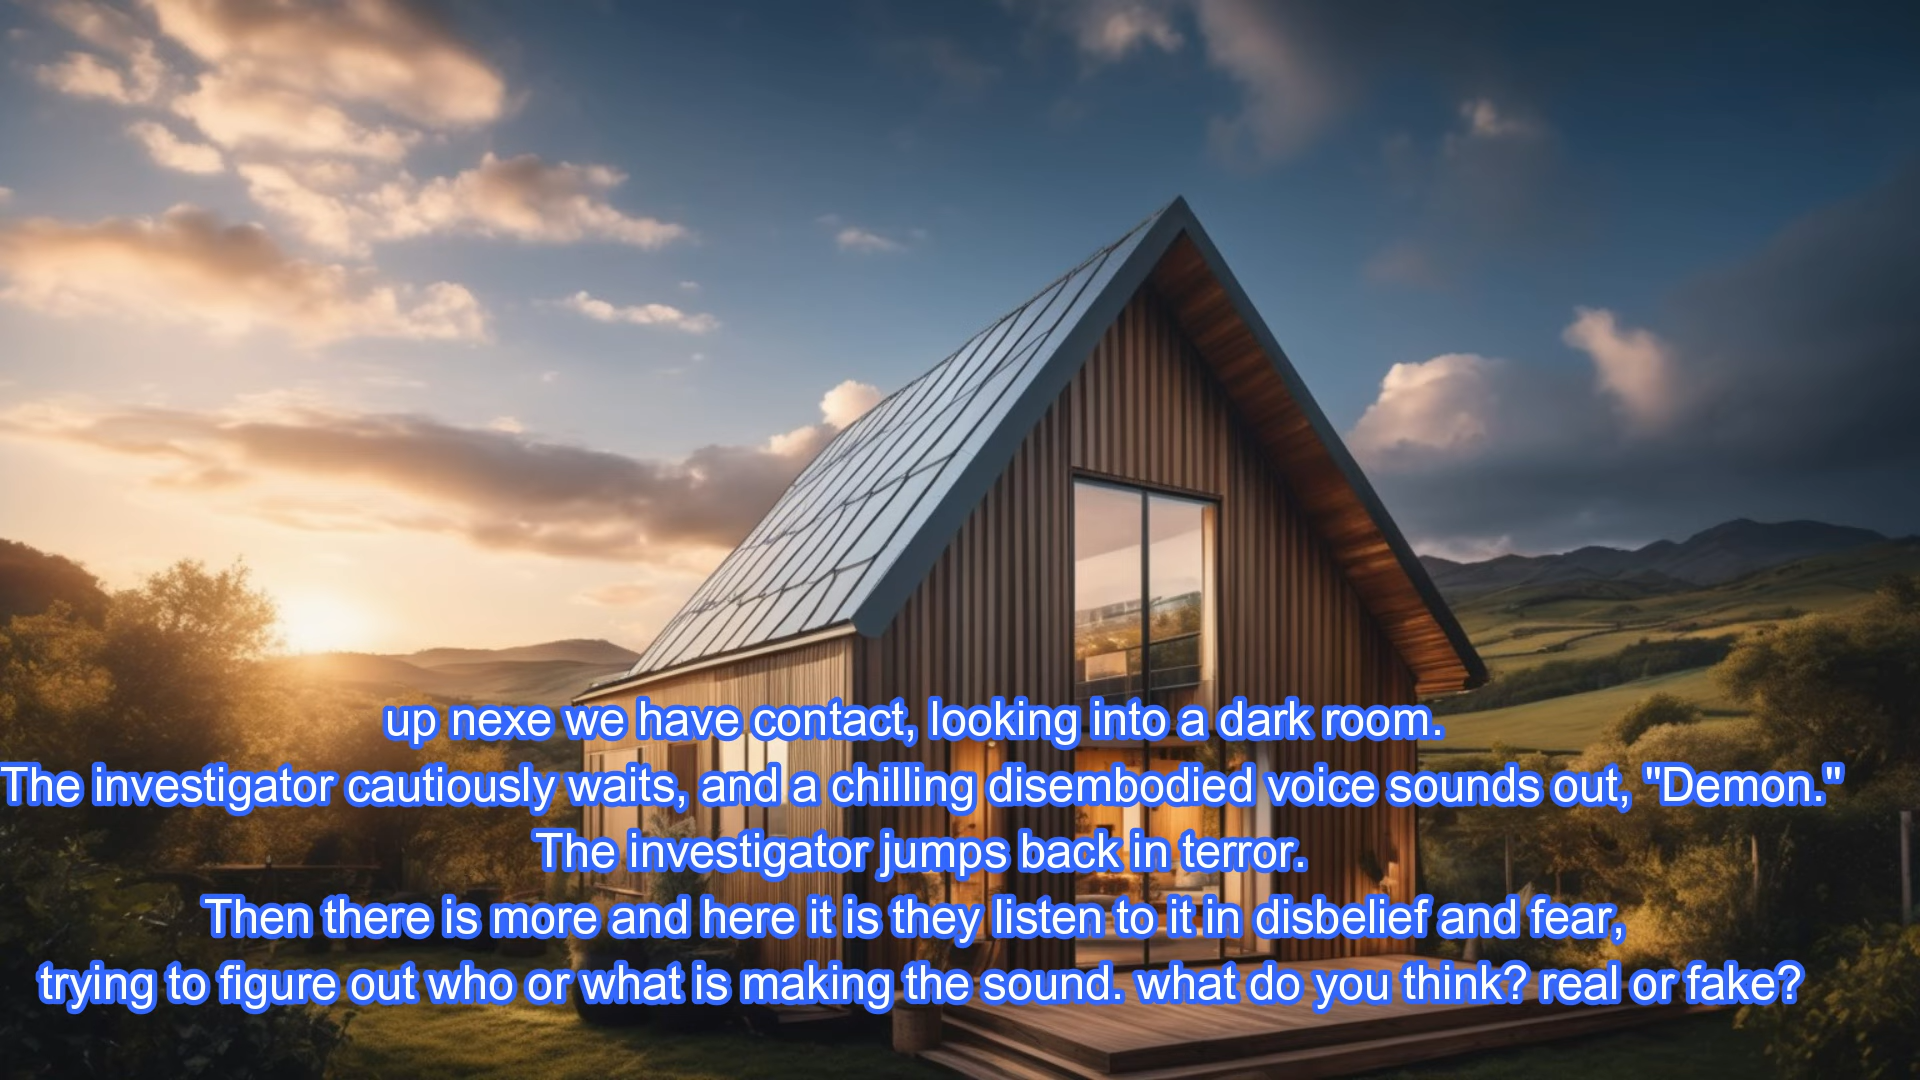 up nexe we have contact, looking into a dark room.
The investigator cautiously waits, and a chilling disembodied voice sounds out, "Demon."
The investigator jumps back in terror.
Then there is more and here it is they listen to it in disbelief and fear,
trying to figure out who or what is making the sound. what do you think? real or fake?